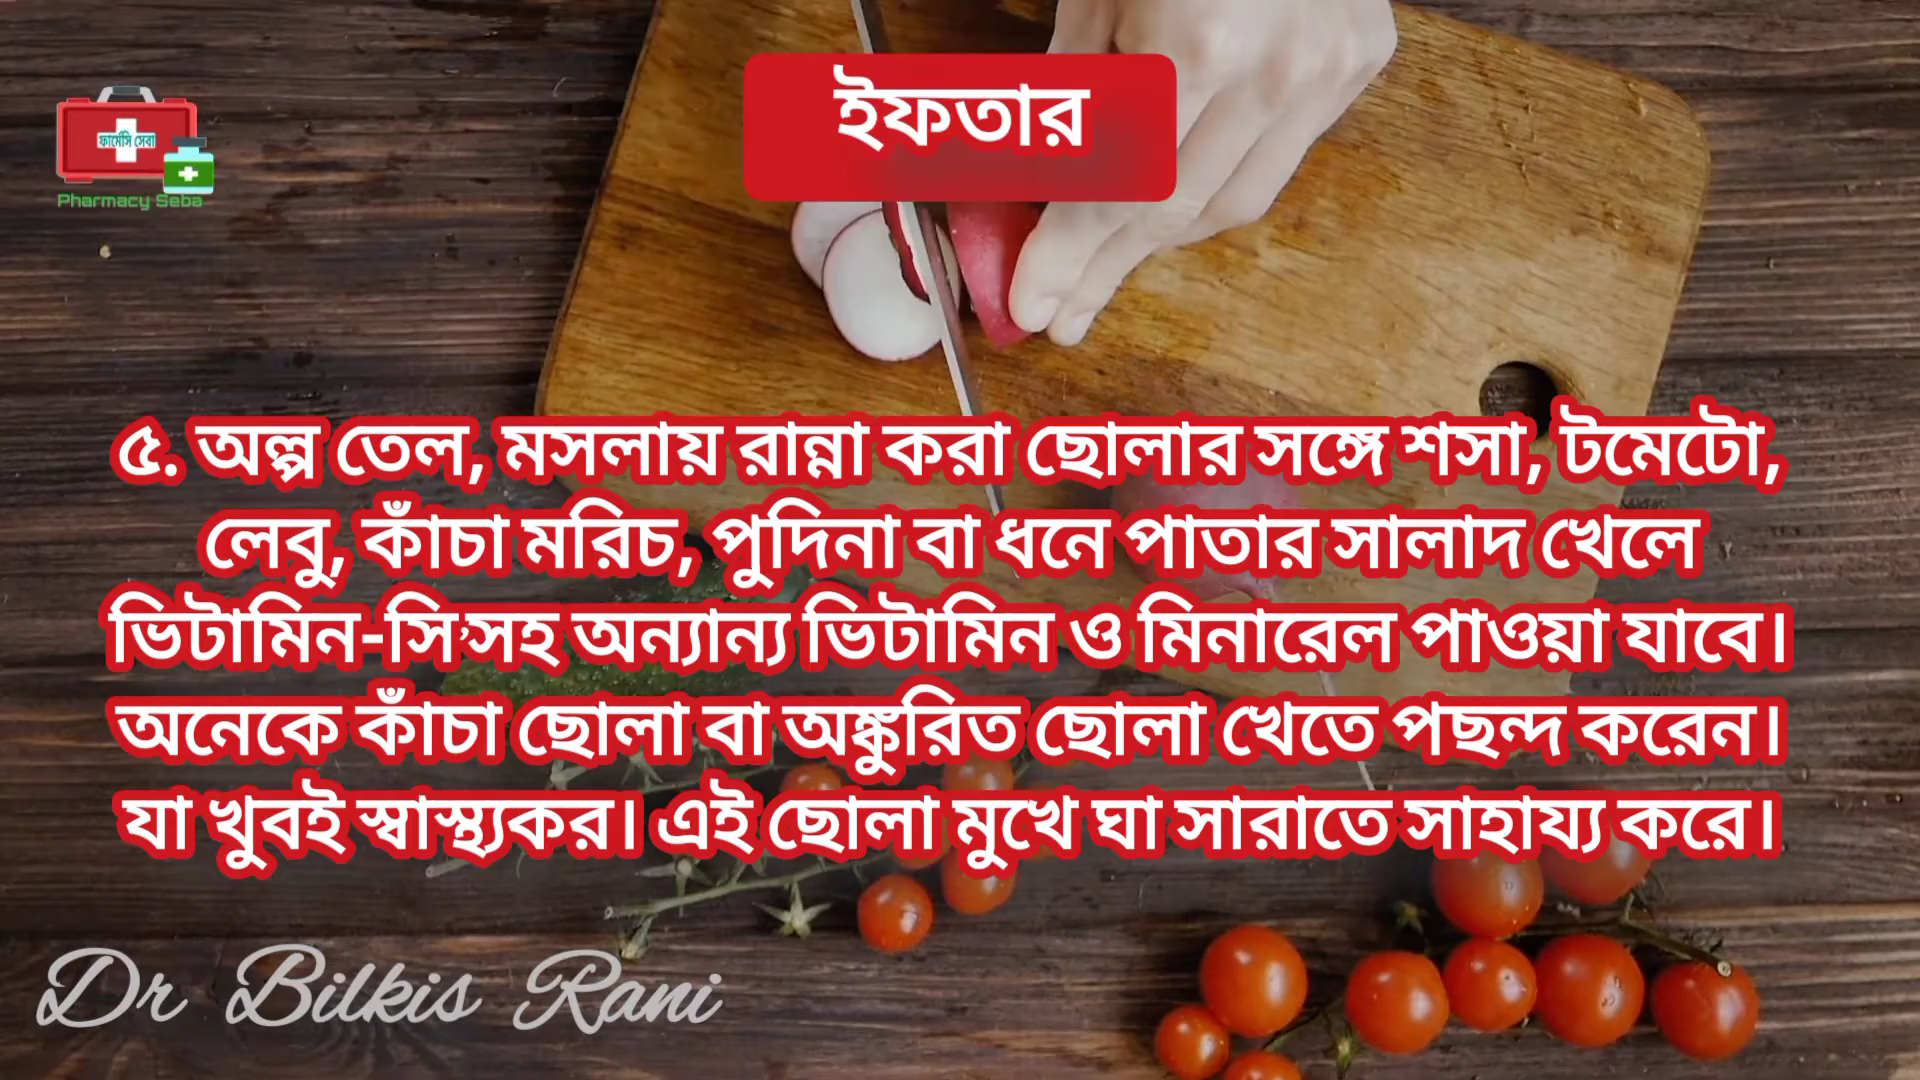 ইফতার
ফার্মেসি সেবা
Pharmacy Seba
৫. অল্প তেল, মসলায় রান্না করা ছোলার সঙ্গে শসা, টমেটো,
লেবু, কাঁচা মরিচ, পুদিনা বা ধনে পাতার সালাদ খেলে
ভিটামিন-সি’সহ অন্যান্য ভিটামিন ও মিনারেল পাওয়া যাবে।
অনেকে কাঁচা ছোলা বা অঙ্কুরিত ছোলা খেতে পছন্দ করেন।
যা খুবই স্বাস্থ্যকর। এই ছোলা মুখে ঘা সারাতে সাহায্য করে।
Dr Bilkis Rani